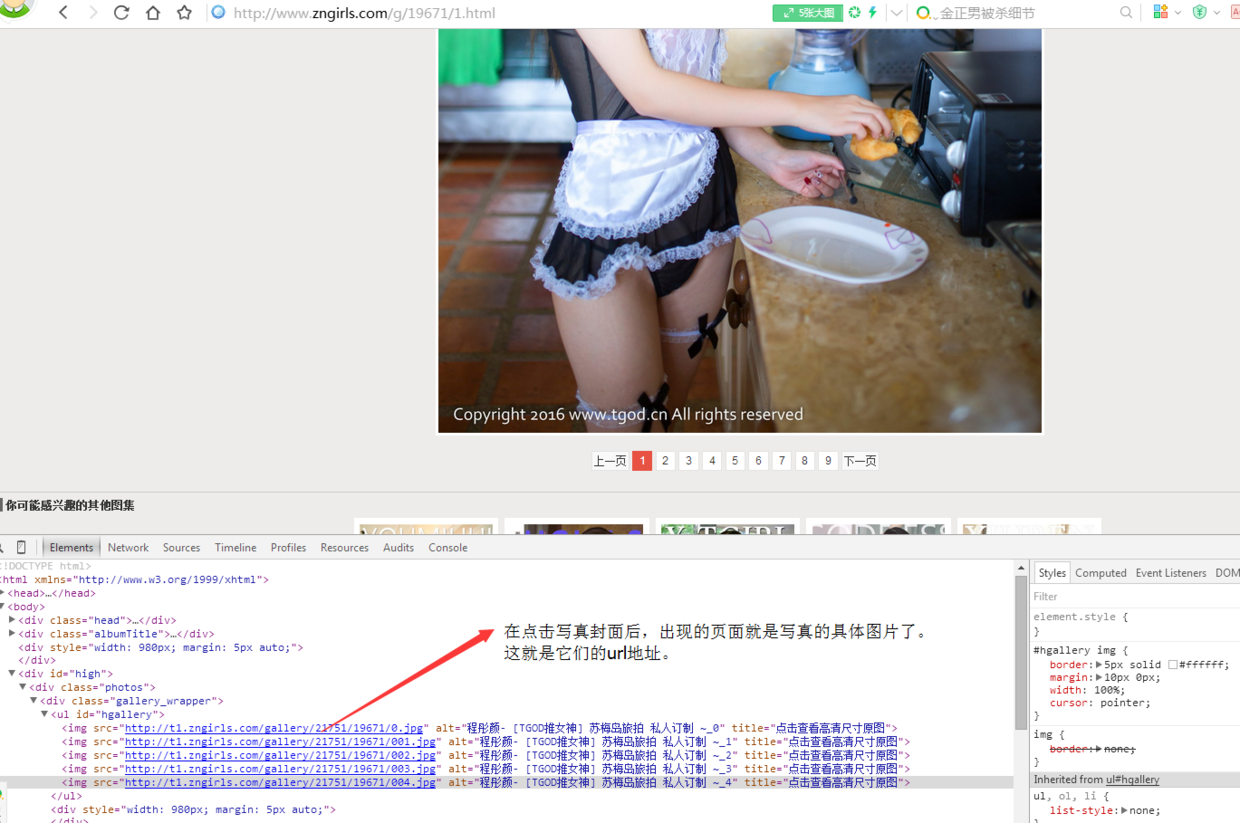 http://www.zngirls.com/g/19671/1.html
5张大图
金正男被杀细节
Copyright 2016 www.tgod.cn All rights reserved
上一页 1 2 3 4 5 6 7 8 9 下一页
你可能感兴趣的其他图集
Elements Network Sources Timeline Profiles Resources Audits Console
!DOCTYPE html>
html xmlns="http://www.w3.org/1999/xhtml">
▶<head>…</head>
▼<body>
▶<div class="head">…</div>
▶<div class="albumTitle">…</div>
<div style="width: 980px; margin: 5px auto;">
</div>
▼<div id="high">
▼<div class="photos">
▼<div class="gallery_wrapper">
▼<ul id="hgallery">
<img src="http://t1.zngirls.com/gallery/21751/19671/0.jpg" alt="程彤颜- [TGOD推女神] 苏梅岛旅拍 私人订制 ~_0" title="点击查看高清尺寸原图">
<img src="http://t1.zngirls.com/gallery/21751/19671/001.jpg" alt="程彤颜- [TGOD推女神] 苏梅岛旅拍 私人订制 ~_1" title="点击查看高清尺寸原图">
<img src="http://t1.zngirls.com/gallery/21751/19671/002.jpg" alt="程彤颜- [TGOD推女神] 苏梅岛旅拍 私人订制 ~_2" title="点击查看高清尺寸原图">
<img src="http://t1.zngirls.com/gallery/21751/19671/003.jpg" alt="程彤颜- [TGOD推女神] 苏梅岛旅拍 私人订制 ~_3" title="点击查看高清尺寸原图">
<img src="http://t1.zngirls.com/gallery/21751/19671/004.jpg" alt="程彤颜- [TGOD推女神] 苏梅岛旅拍 私人订制 ~_4" title="点击查看高清尺寸原图">
</ul>
<div style="width: 980px; margin: 5px auto;">
</div>
在点击写真封面后，出现的页面就是写真的具体图片了。
这就是它们的url地址。
Styles Computed Event Listeners DOM
Filter
element.style {
}
#hgallery img {
border:▶5px solid #ffffff;
margin:▶10px 0px;
width: 100%;
cursor: pointer;
}
img {
border:▶none;
}
Inherited from ul#hgallery
ul, ol, li {
list-style:▶none;